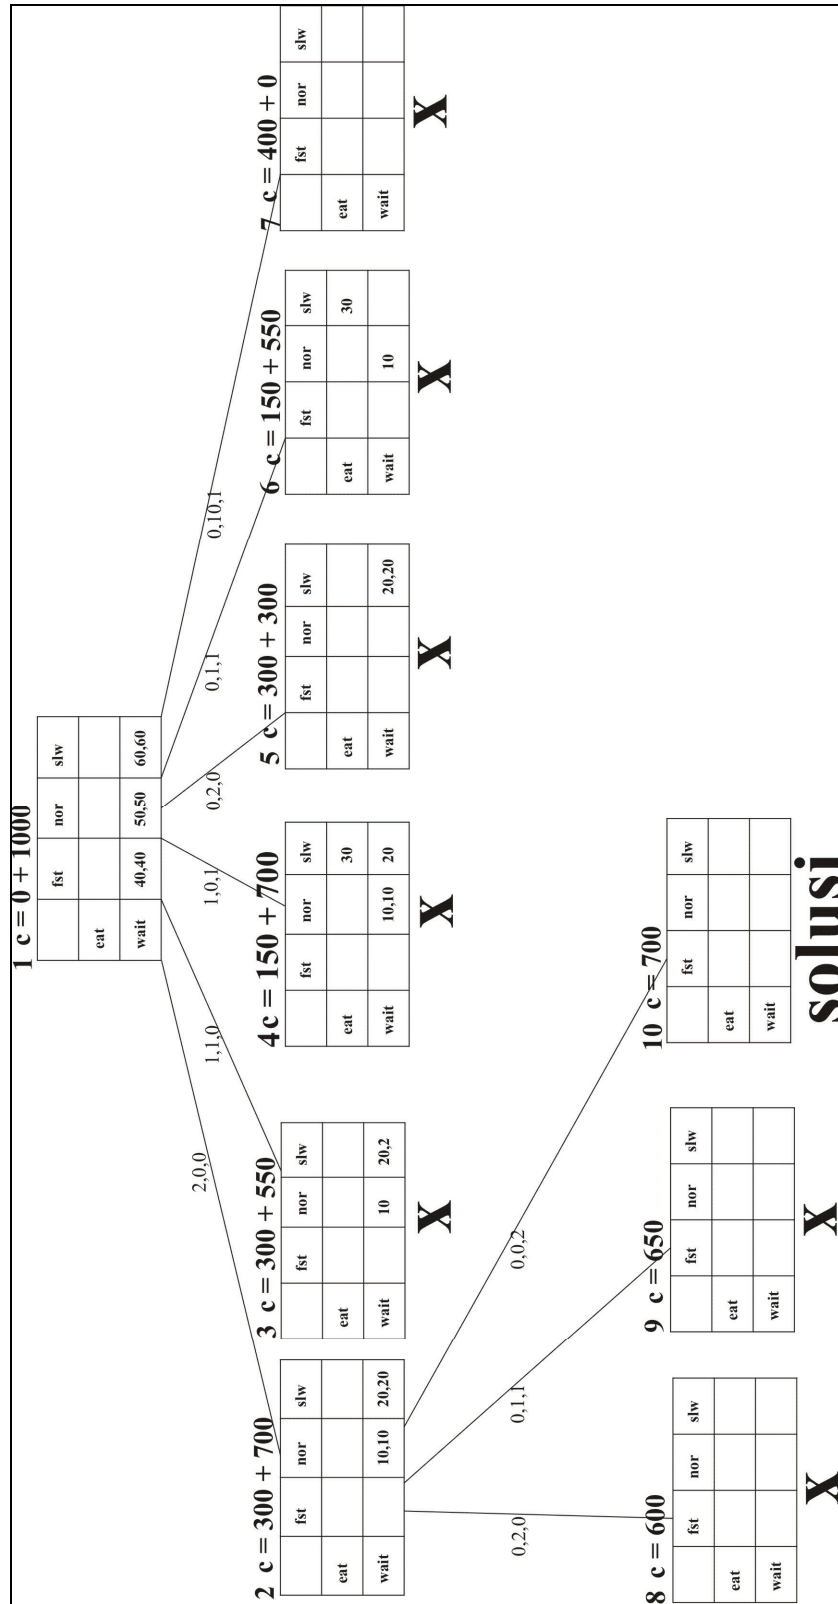 1 c = 0 + 1000
fst nor slw
eat
wait 40,40 50,50 60,60
2,0,0
1,1,0
1,0,1
0,2,0
0,1,1
0,10,1
2 c = 300 + 700
fst nor slw
eat
wait 10,10 20,20
3 c = 300 + 550
fst nor slw
eat
wait 10 20,2
X
4c = 150 + 700
fst nor slw
eat 30
wait 10,10 20
X
5 c = 300 + 300
fst nor slw
eat
wait 20,20
X
6 c = 150 + 550
fst nor slw
eat 30
wait 10
X
7 c = 400 + 0
fst nor slw
eat
wait
X
0,2,0
0,1,1
0,0,2
8 c = 600
fst nor slw
eat
wait
X
9 c = 650
fst nor slw
eat
wait
X
10 c = 700
fst nor slw
eat
wait
solusi